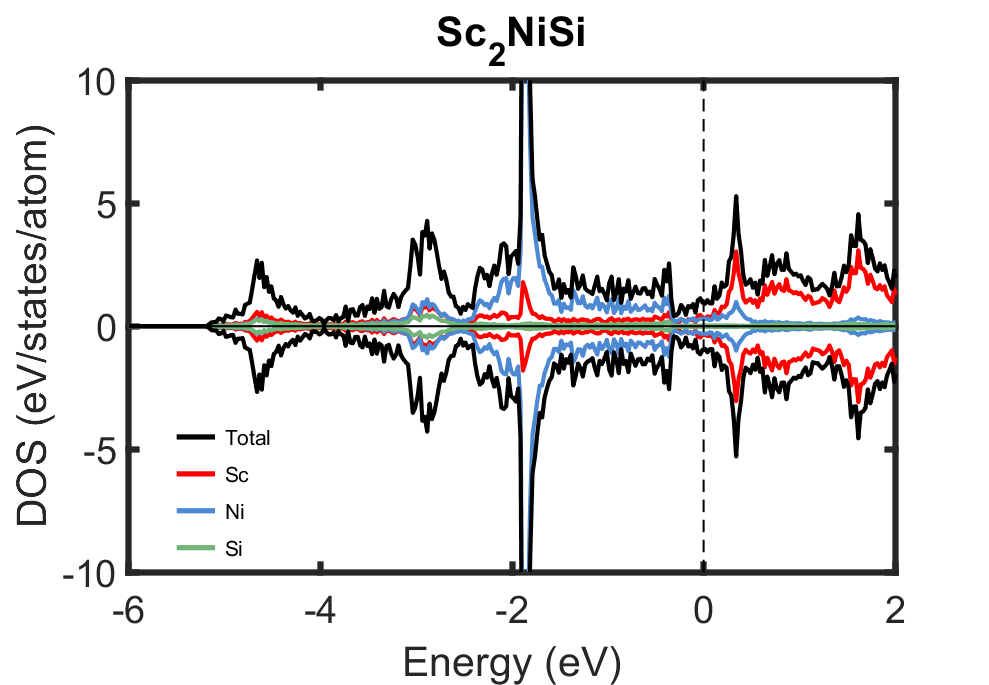 Sc₂NiSi
10
5
0
-5
-10
DOS (eV/states/atom)
Total
Sc
Ni
Si
-6 -4 -2 0 2
Energy (eV)